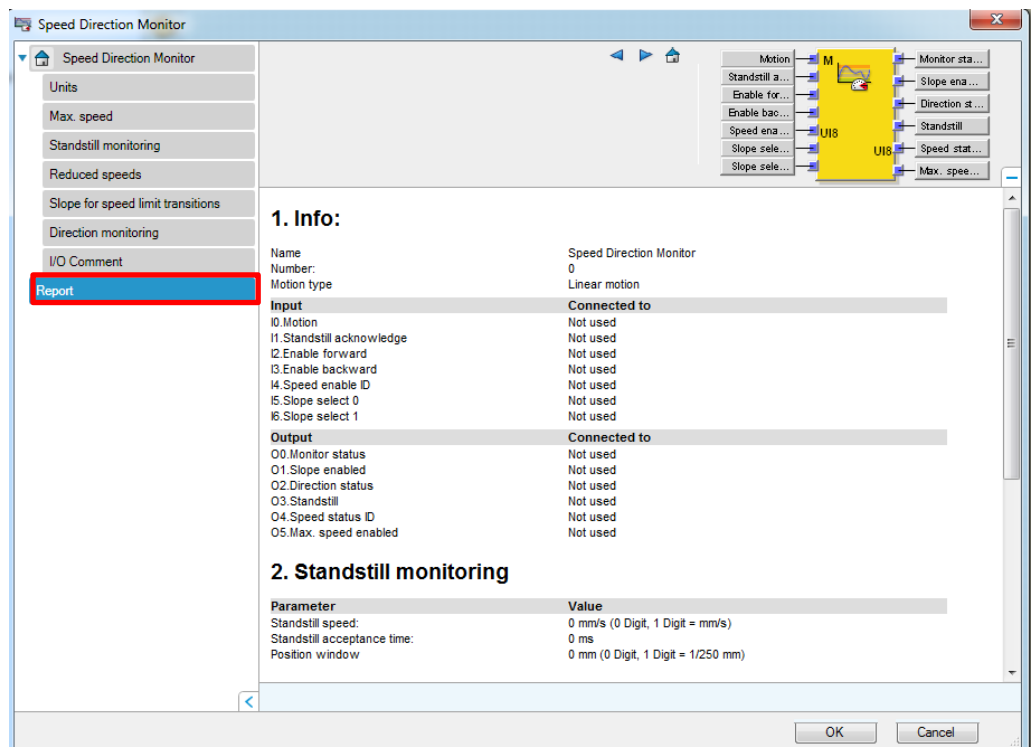 Speed Direction Monitor
Speed Direction Monitor
Units
Max. speed
Standstill monitoring
Reduced speeds
Slope for speed limit transitions
Direction monitoring
I/O Comment
Report
Motion
Standstill a...
Enable for...
Enable bac...
Speed ena...
Slope sele...
Slope sele...
M
UI8
UI8
Monitor sta...
Slope ena...
Direction st...
Standstill
Speed stat...
Max. spee...
1. Info:
Name Speed Direction Monitor
Number: 0
Motion type Linear motion
Input Connected to
I0.Motion Not used
I1.Standstill acknowledge Not used
I2.Enable forward Not used
I3.Enable backward Not used
I4.Speed enable ID Not used
I5.Slope select 0 Not used
I6.Slope select 1 Not used
Output Connected to
O0.Monitor status Not used
O1.Slope enabled Not used
O2.Direction status Not used
O3.Standstill Not used
O4.Speed status ID Not used
O5.Max. speed enabled Not used
2. Standstill monitoring
Parameter Value
Standstill speed: 0 mm/s (0 Digit, 1 Digit = mm/s)
Standstill acceptance time: 0 ms
Position window 0 mm (0 Digit, 1 Digit = 1/250 mm)
OK Cancel